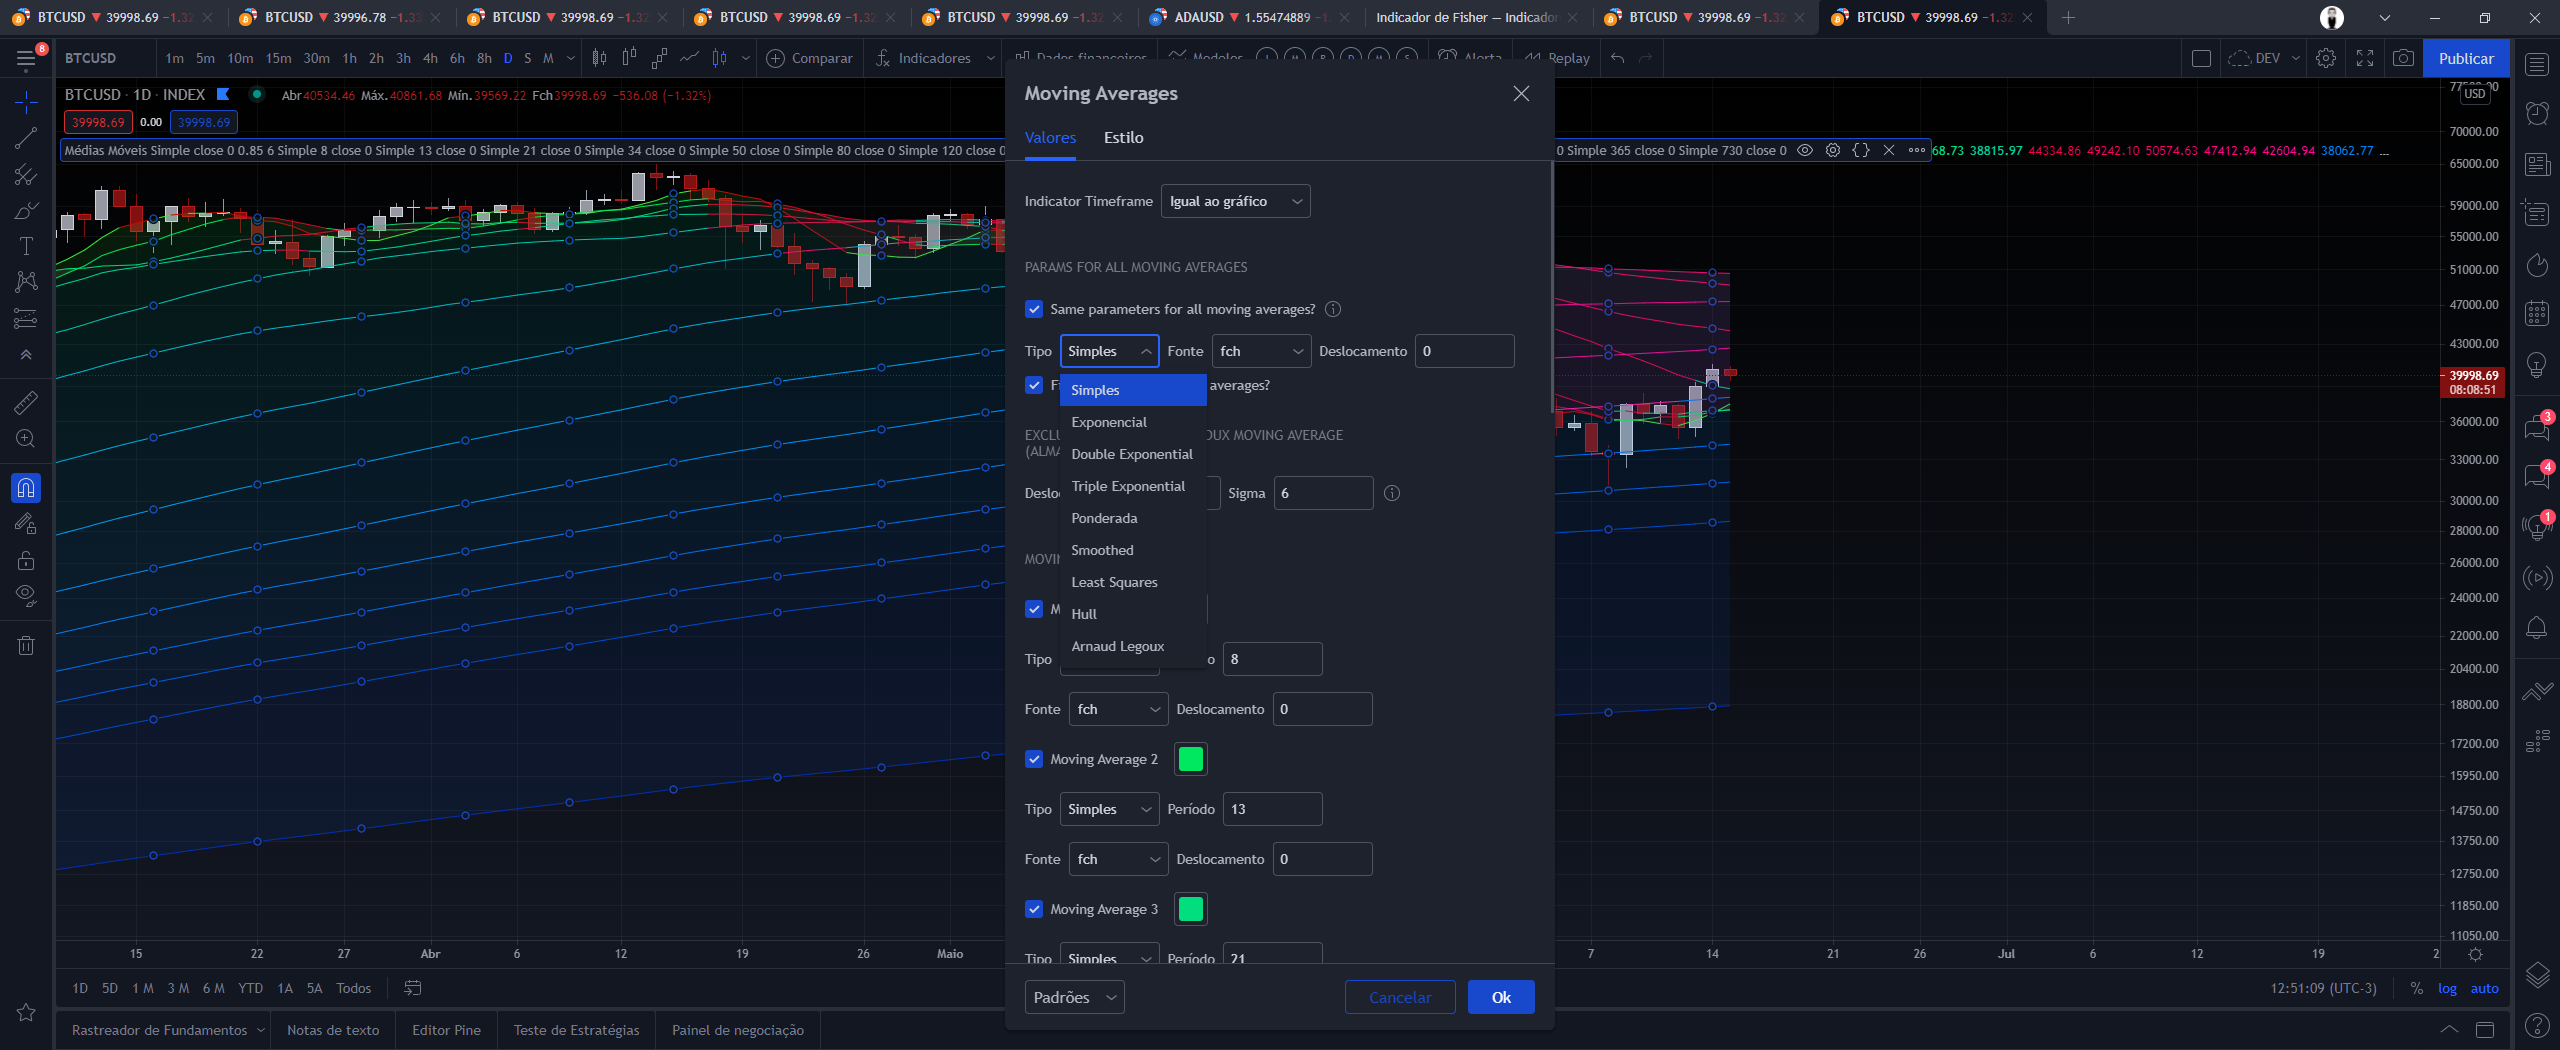 BTCUSD ▼ 39998.69 −1.32
BTCUSD ▼ 39996.78 −1.33
BTCUSD ▼ 39998.69 −1.32
BTCUSD ▼ 39998.69 −1.32
BTCUSD ▼ 39998.69 −1.32
ADAUSD ▼ 1.55474889 −1.
Indicador de Fisher — Indicador
BTCUSD ▼ 39998.69 −1.32
BTCUSD ▼ 39998.69 −1.32
8
BTCUSD
1m 5m 10m 15m 30m 1h 2h 3h 4h 6h 8h D S M
Comparar
Indicadores
Dados financeiros
Modelos
Alerta
Replay
DEV
Publicar
BTCUSD · 1D · INDEX
Abr40534.46 Máx.40861.68 Mín.39569.22 Fch39998.69 −536.08 (−1.32%)
39998.69 0.00 39998.69
Médias Móveis Simple close 0 0.85 6 Simple 8 close 0 Simple 13 close 0 Simple 21 close 0 Simple 34 close 0 Simple 50 close 0 Simple 80 close 0 Simple 120 close 0
0 Simple 365 close 0 Simple 730 close 0
68.73 38815.97 44334.86 49242.10 50574.63 47412.94 42604.94 38062.77 ...
Moving Averages
Valores Estilo
Indicator Timeframe Igual ao gráfico
PARAMS FOR ALL MOVING AVERAGES
Same parameters for all moving averages?
Tipo Simples Fonte fch Deslocamento 0
averages?
Simples
Exponencial
Double Exponential
Triple Exponential
Ponderada
Smoothed
Least Squares
Hull
Arnaud Legoux
MOVING AVERAGE
(ALMA
Sigma 6
Tipo 8
Fonte fch Deslocamento 0
Moving Average 2
Tipo Simples Período 13
Fonte fch Deslocamento 0
Moving Average 3
Tipo Simples Período 21
Padrões Cancelar Ok
USD
70000.00
65000.00
59000.00
55000.00
51000.00
47000.00
43000.00
39998.69
08:08:51
36000.00
33000.00
30000.00
28000.00
26000.00
24000.00
22000.00
20400.00
18800.00
17200.00
15950.00
14750.00
13750.00
12750.00
11850.00
11050.00
3
4
1
15 22 27 Abr 6 12 19 26 Maio 7 14 21 26 Jul 6 12 19 2
1D 5D 1 M 3 M 6 M YTD 1A 5A Todos
12:51:09 (UTC-3) % log auto
Rastreador de Fundamentos Notas de texto Editor Pine Teste de Estratégias Painel de negociação